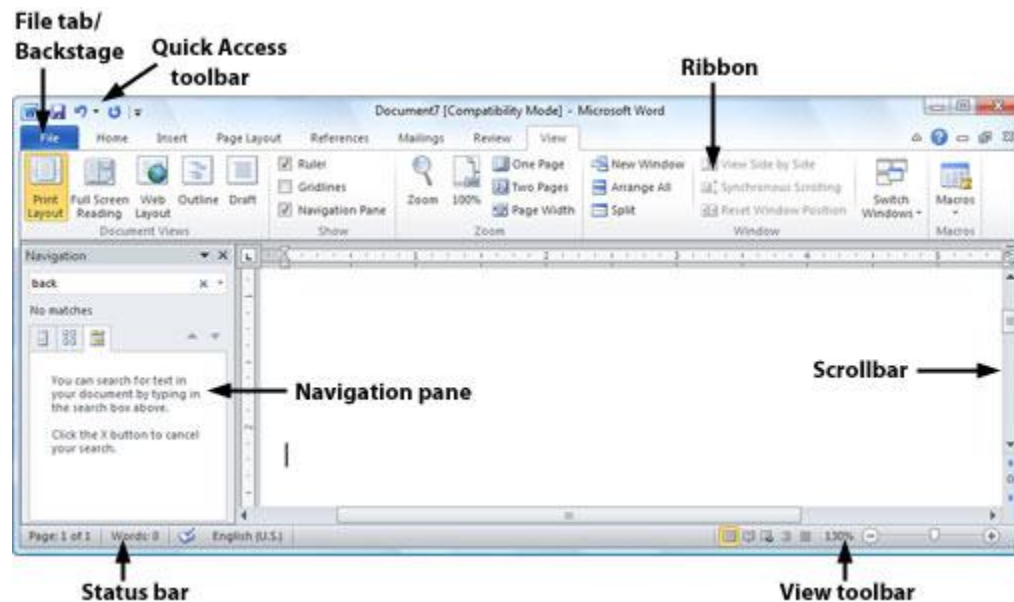 File tab/
Backstage
Quick Access
toolbar
Ribbon
Document7 [Compatibility Mode] - Microsoft Word
File Home Insert Page Layout References Mailings Review View
Print
Layout
Full Screen
Reading
Web
Layout
Outline
Draft
Document Views
Ruler
Gridlines
Navigation Pane
Show
Zoom
100%
One Page
Two Pages
Page Width
Zoom
New Window
Arrange All
Split
View Side by Side
Synchronous Scrolling
Reset Window Position
Window
Switch
Windows
Macros
Macros
Navigation
back
No matches
You can search for text in
your document by typing in
the search box above.
Click the X button to cancel
your search.
Navigation pane
Scrollbar
1 2 3 4 5
Page: 1 of 1 Words: 0 English (U.S.) 130%
Status bar
View toolbar